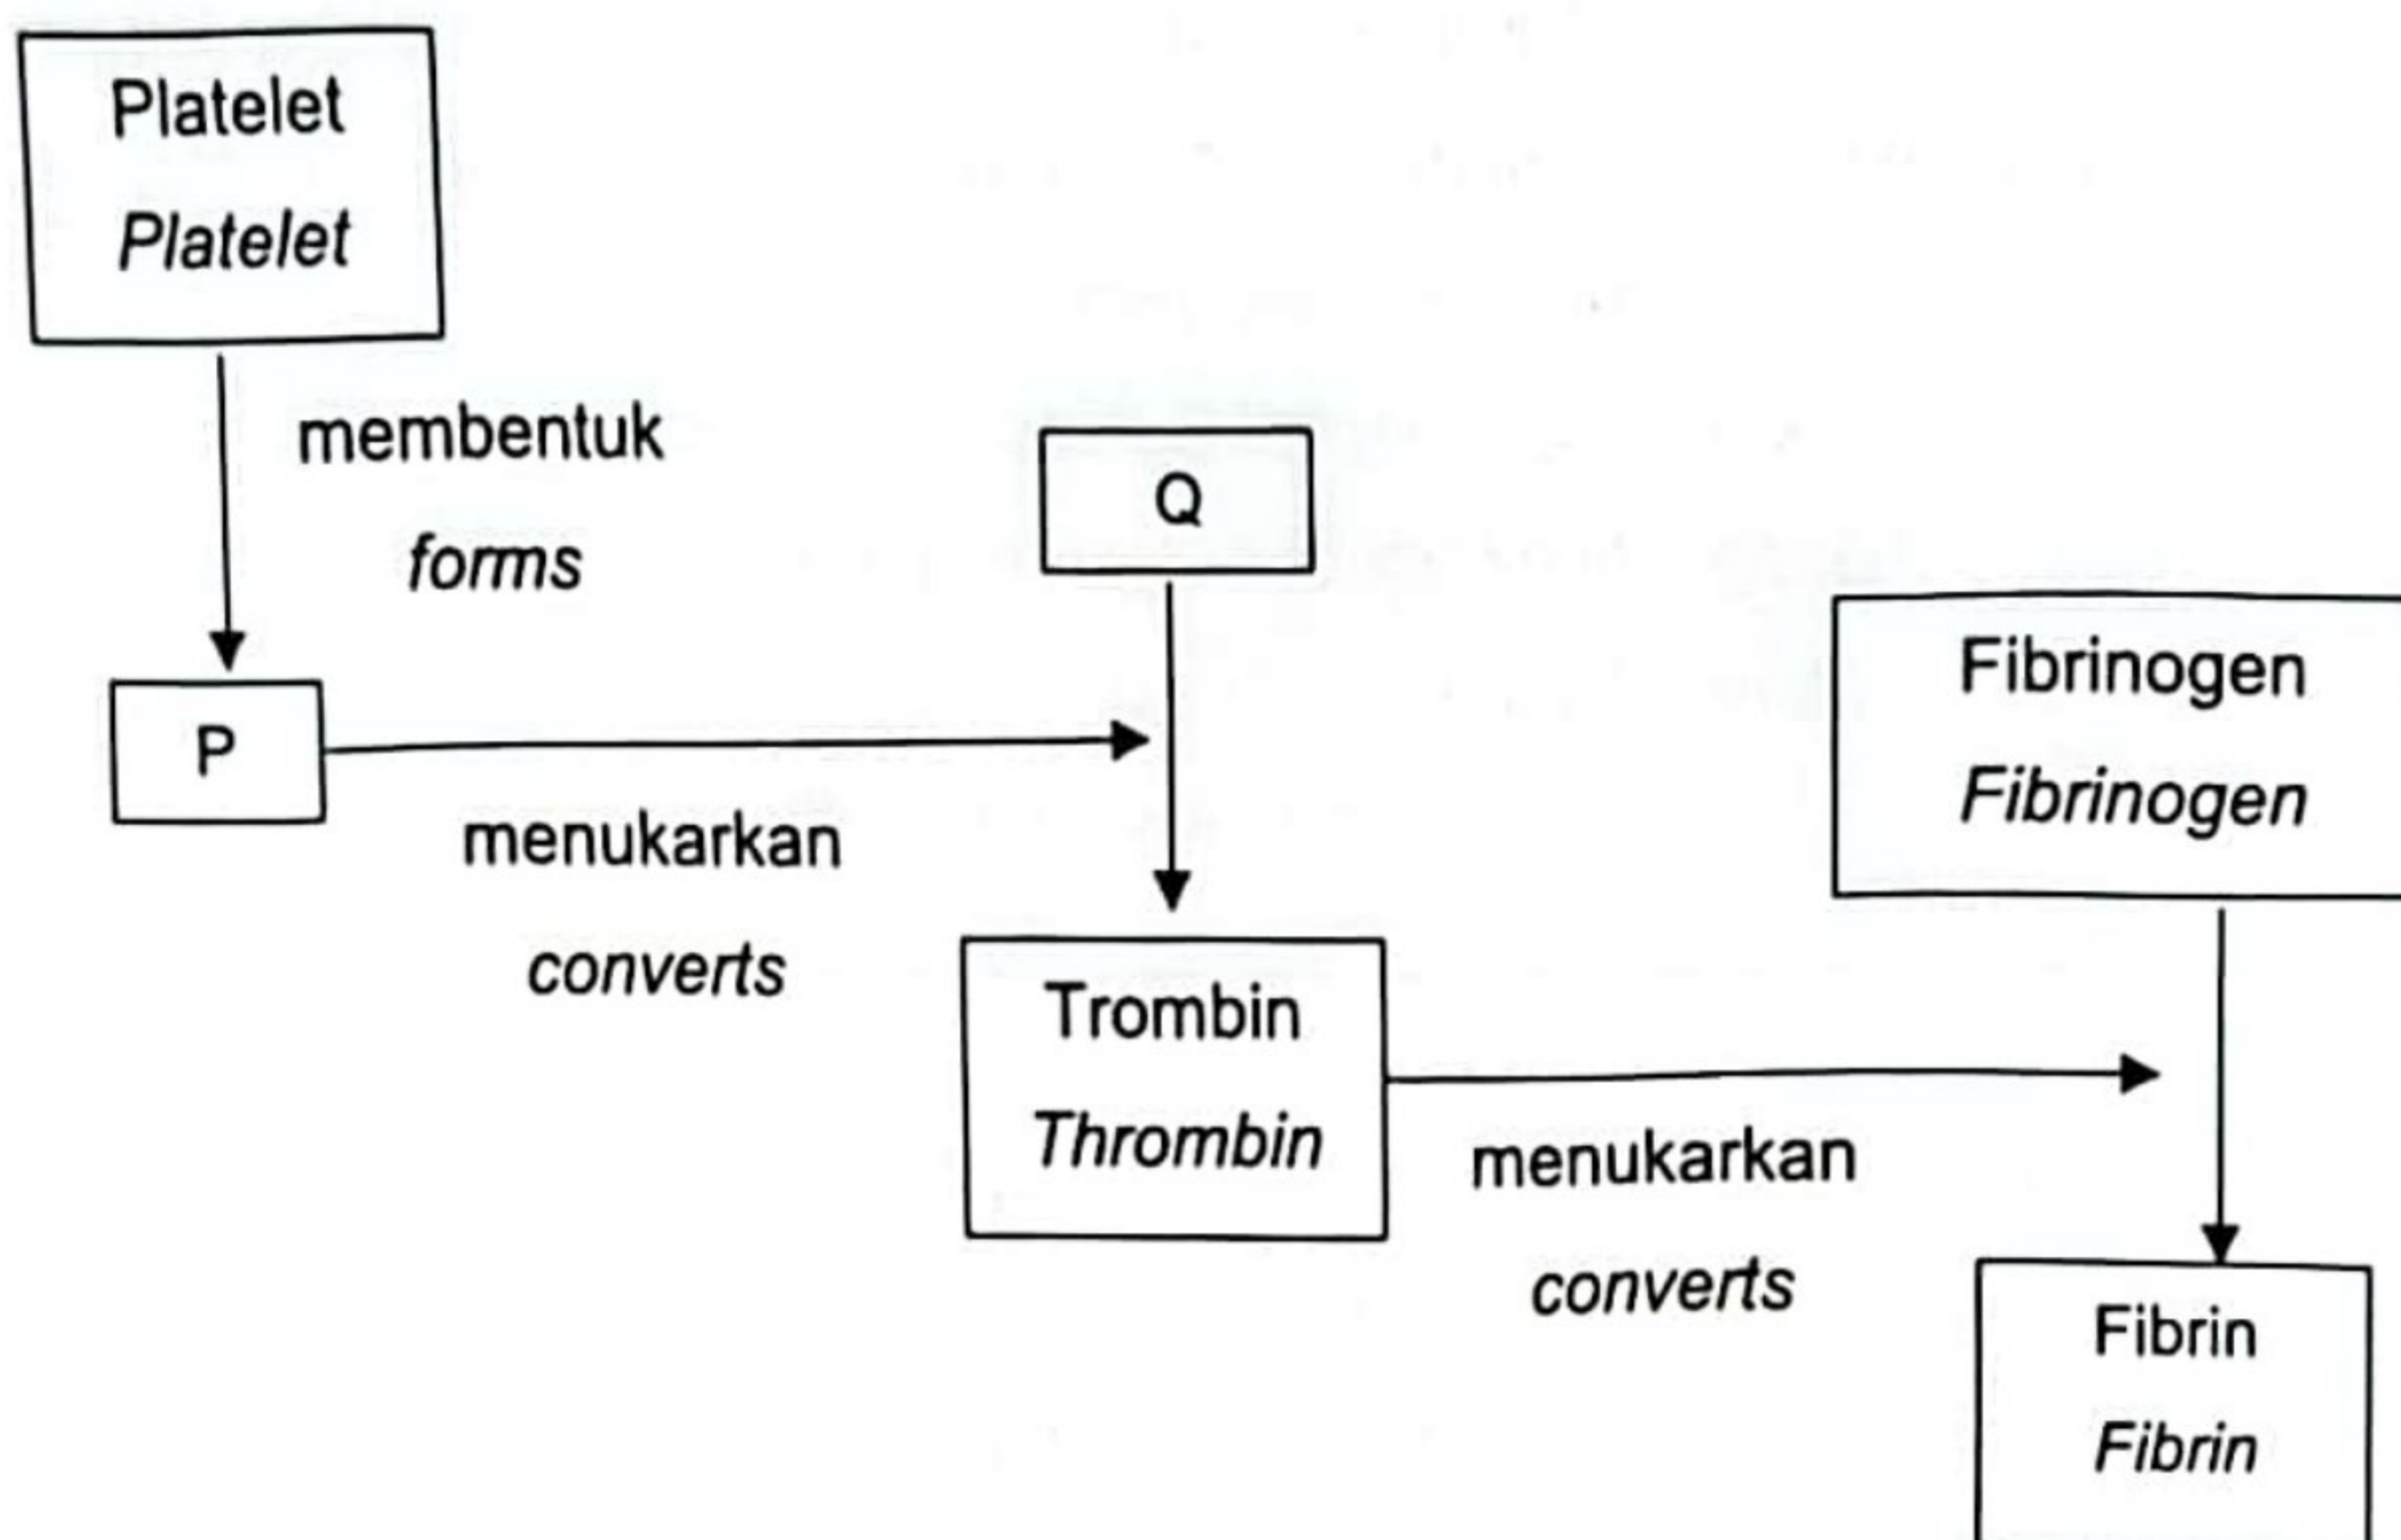 Platelet
Platelet
membentuk
forms
Q
P
menukarkan
converts
Fibrinogen
Fibrinogen
Trombin
Thrombin
menukarkan
converts
Fibrin
Fibrin